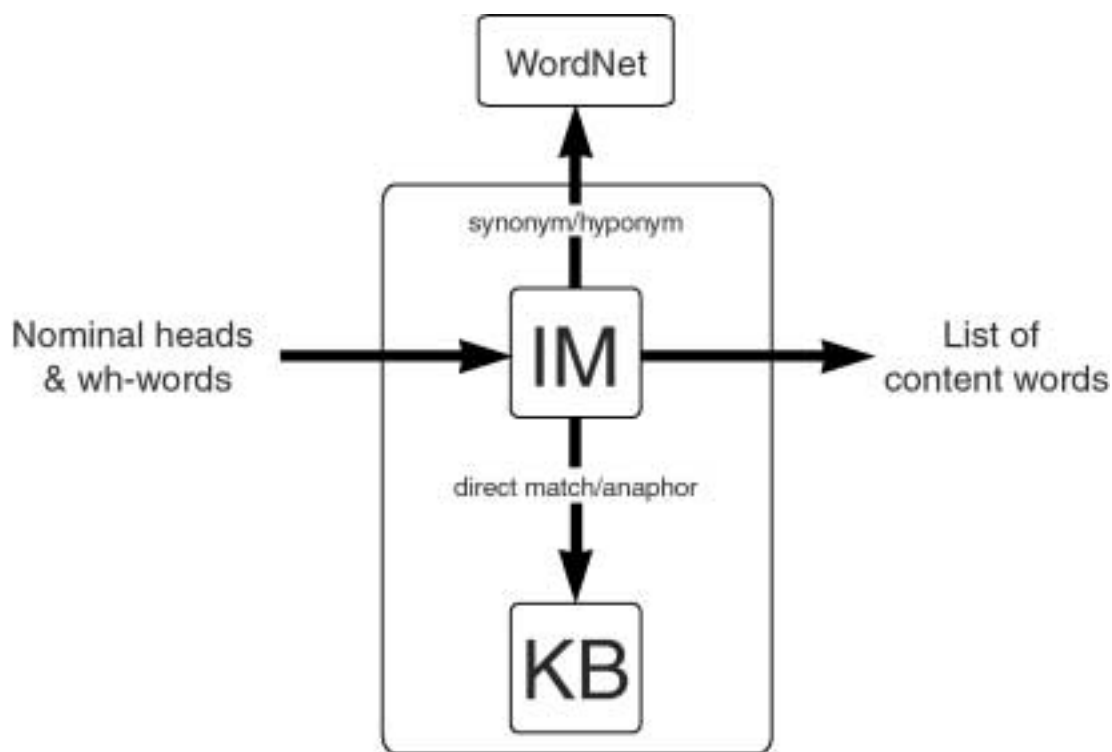 WordNet
synonym/hyponym
Nominal heads
& wh-words
IM
List of
content words
direct match/anaphor
KB